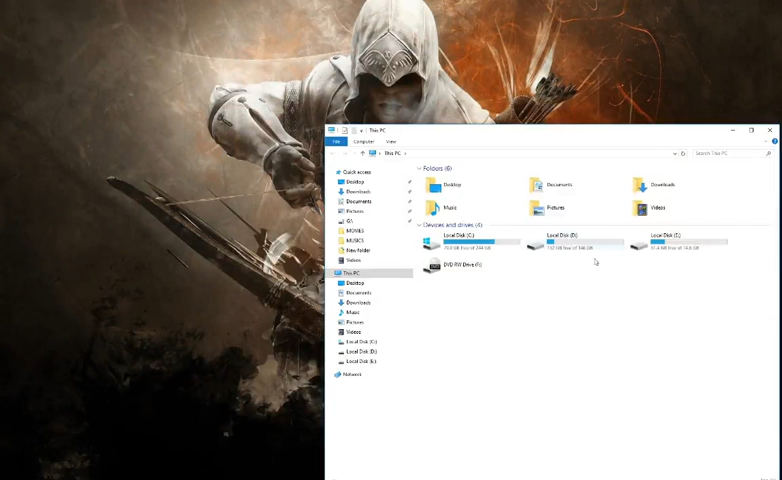 This PC
File
Computer
View
This PC
Search This PC
Quick access
Desktop
Downloads
Documents
Pictures
MOVIES
MUSICS
New folder
Videos
This PC
Desktop
Documents
Downloads
Music
Pictures
Videos
Local Disk (C:)
Local Disk (D:)
Local Disk (E:)
Network
Folders (6)
Desktop
Documents
Downloads
Music
Pictures
Videos
Devices and drives (4)
Local Disk (C:)
Local Disk (D:)
Local Disk (E:)
DVD RW Drive (F:)